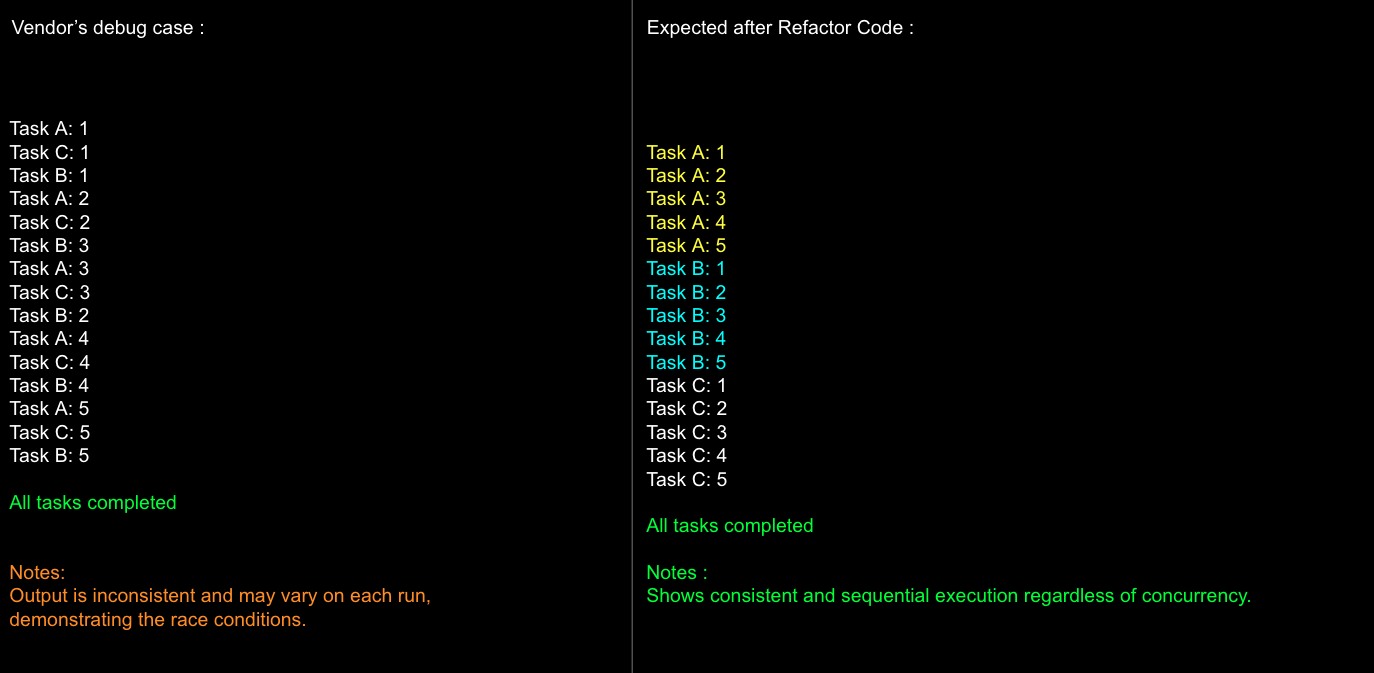 Vendor’s debug case :
Task A: 1
Task C: 1
Task B: 1
Task A: 2
Task C: 2
Task B: 3
Task A: 3
Task C: 3
Task B: 2
Task A: 4
Task C: 4
Task B: 4
Task A: 5
Task C: 5
Task B: 5
All tasks completed
Notes:
Output is inconsistent and may vary on each run,
demonstrating the race conditions.
Expected after Refactor Code :
Task A: 1
Task A: 2
Task A: 3
Task A: 4
Task A: 5
Task B: 1
Task B: 2
Task B: 3
Task B: 4
Task B: 5
Task C: 1
Task C: 2
Task C: 3
Task C: 4
Task C: 5
All tasks completed
Notes :
Shows consistent and sequential execution regardless of concurrency.